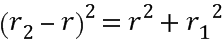 (r₂ − r)² = r² + r₁²